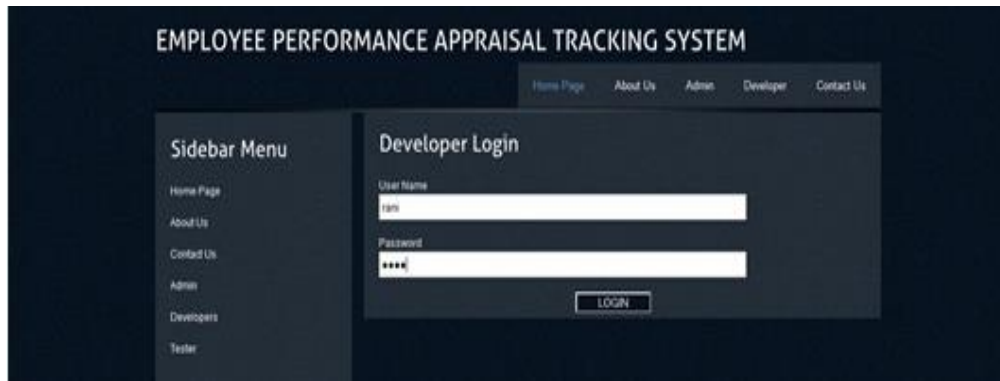 EMPLOYEE PERFORMANCE APPRAISAL TRACKING SYSTEM
Home Page About Us Admin Developer Contact Us
Sidebar Menu
Home Page
About Us
Contact Us
Admin
Developers
Tester
Developer Login
User Name
rani
Password
••••
LOGIN